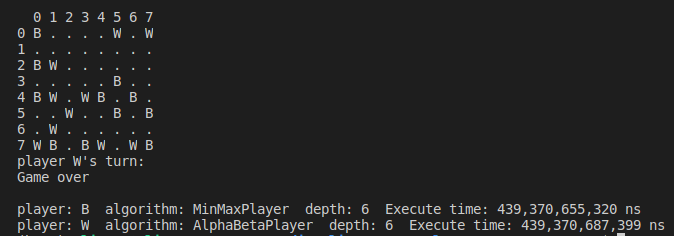 0 1 2 3 4 5 6 7
0 B . . . . W . W
1 . . . . . . . .
2 B W . . . . . .
3 . . . . . B . .
4 B W . W B . B .
5 . . W . . B . B
6 . W . . . . . .
7 W B . B W . W B
player W's turn:
Game over
player: B  algorithm: MinMaxPlayer  depth: 6  Execute time: 439,370,655,320 ns
player: W  algorithm: AlphaBetaPlayer  depth: 6  Execute time: 439,370,687,399 ns